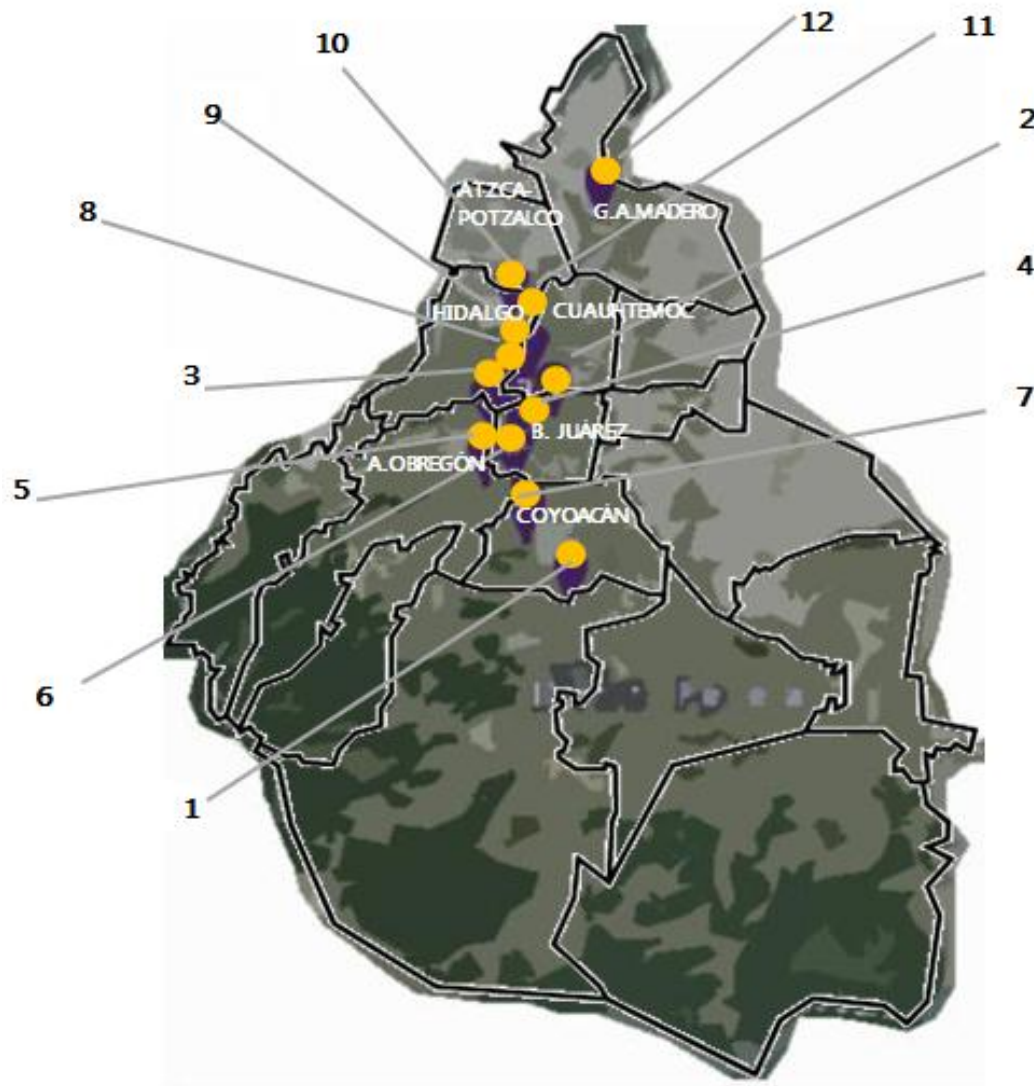 12
11
10
9
2
ATZCA-
POTZALCO
G.A.MADERO
8
4
HIDALGO
CUAUHTEMOC
3
7
B. JUÁREZ
A.OBREGÓN
5
COYOACÁN
6
1